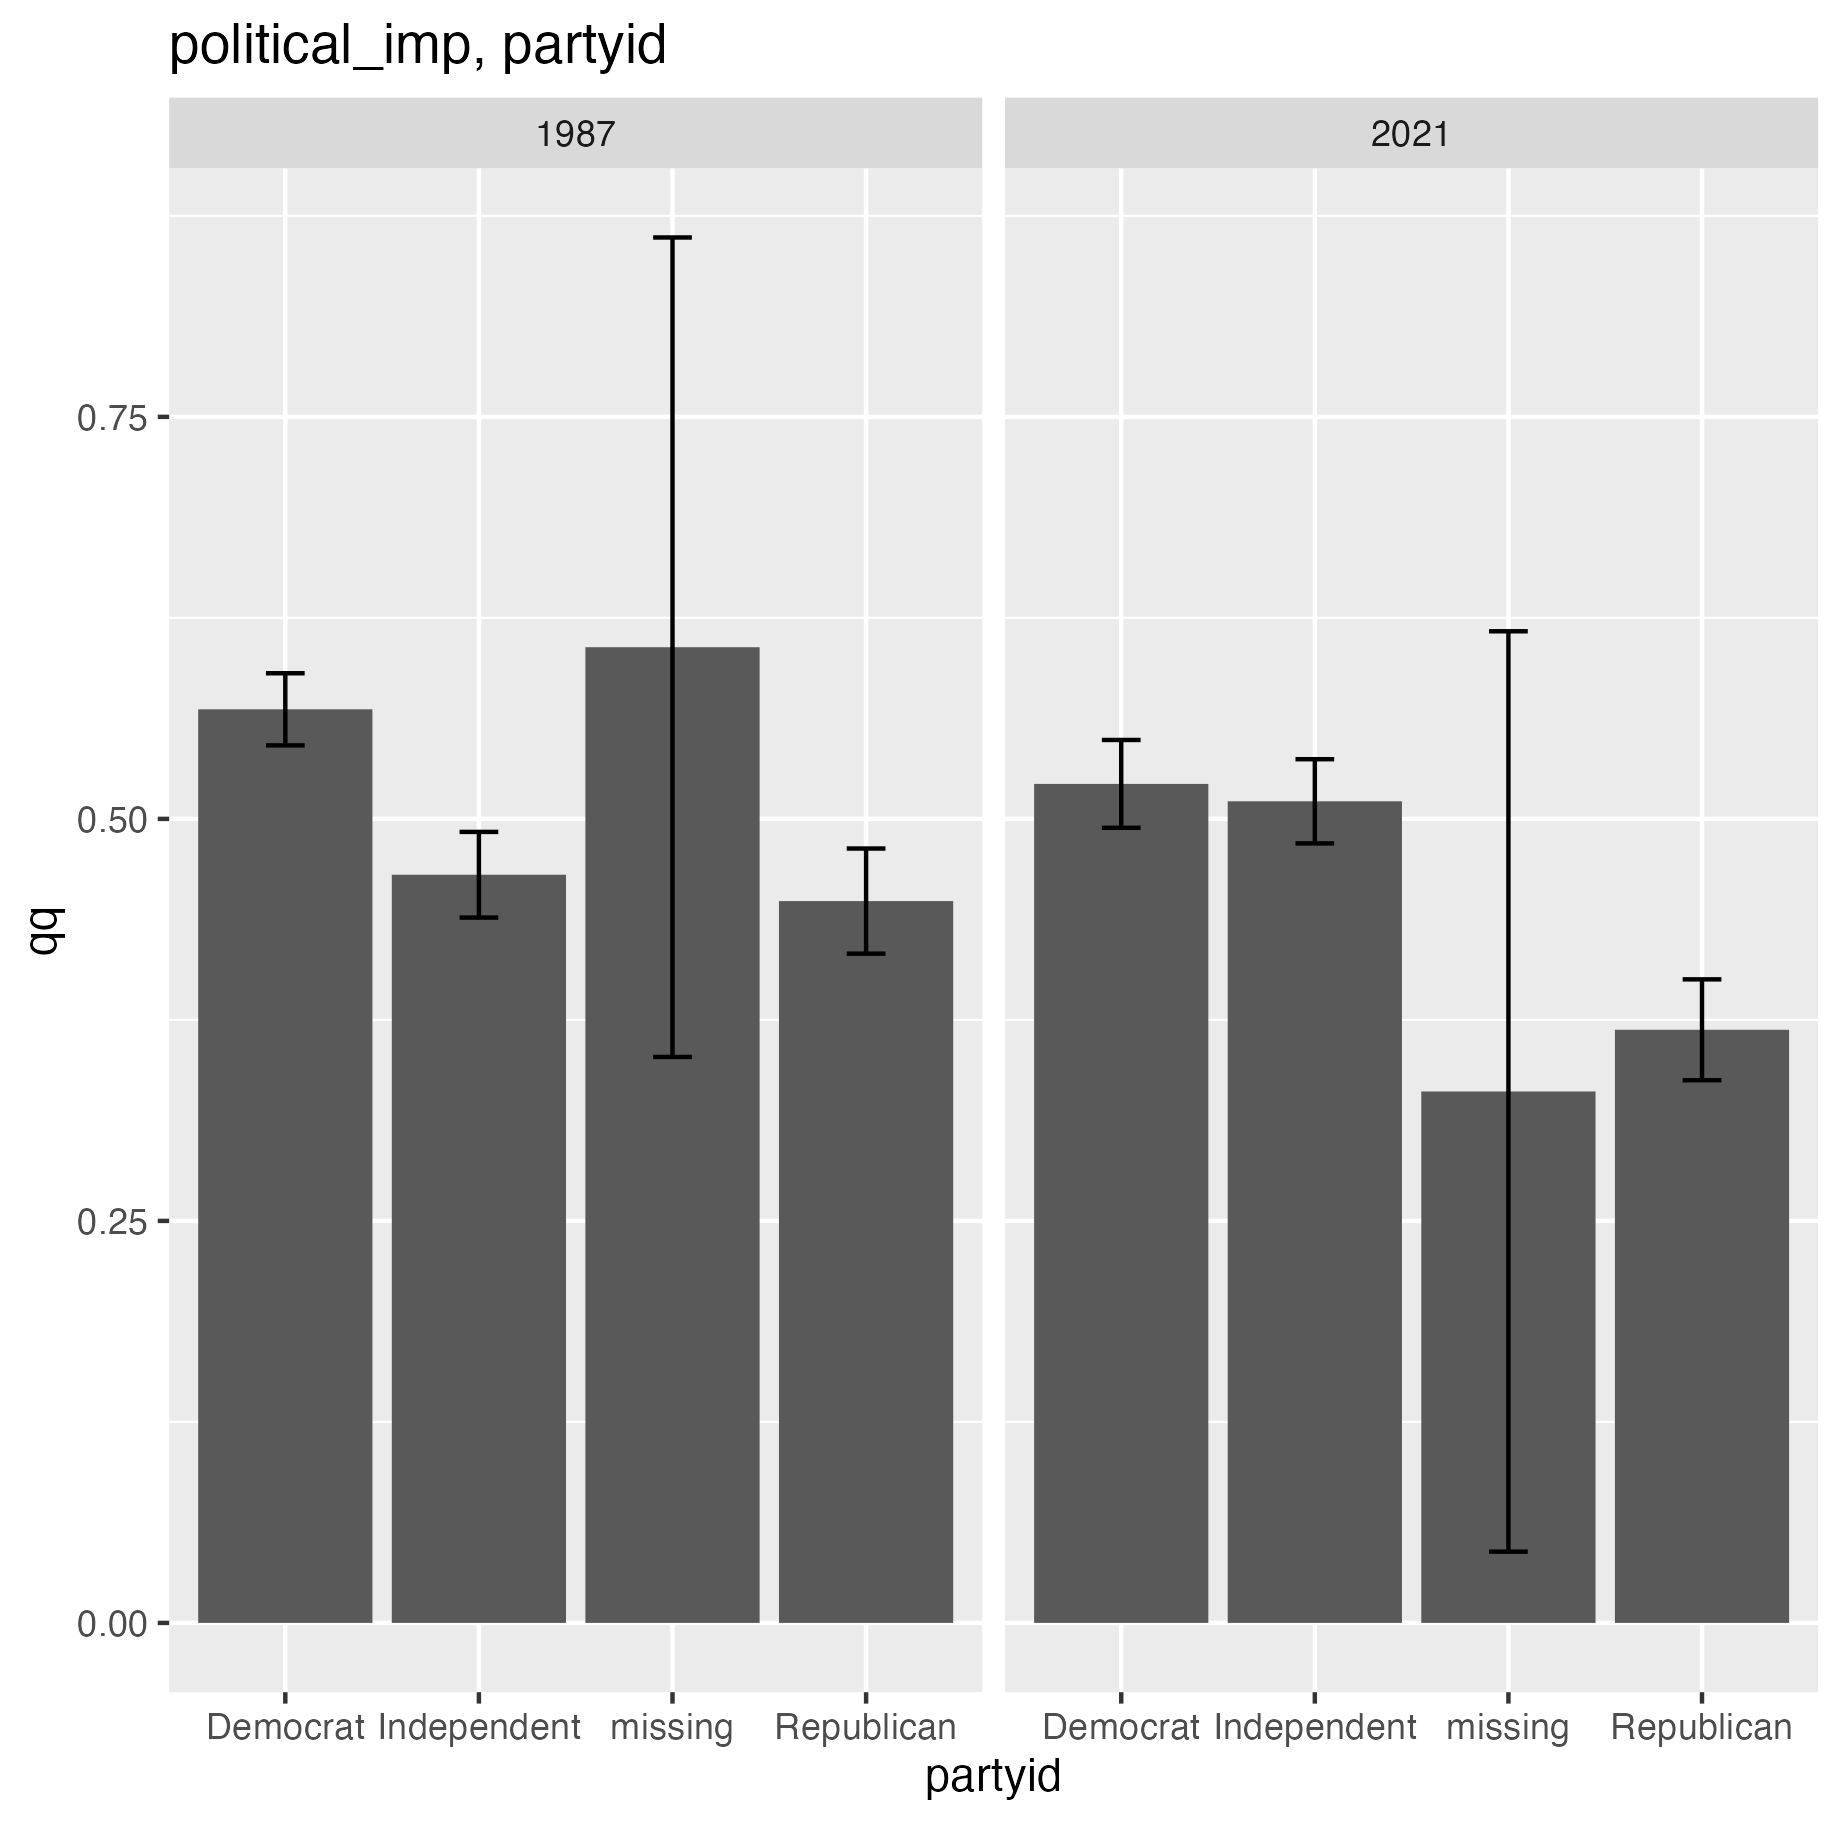 political_imp, partyid
1987 2021
0.75
0.50
0.25
0.00
qq
Democrat Independent missing Republican Democrat Independent missing Republican
partyid